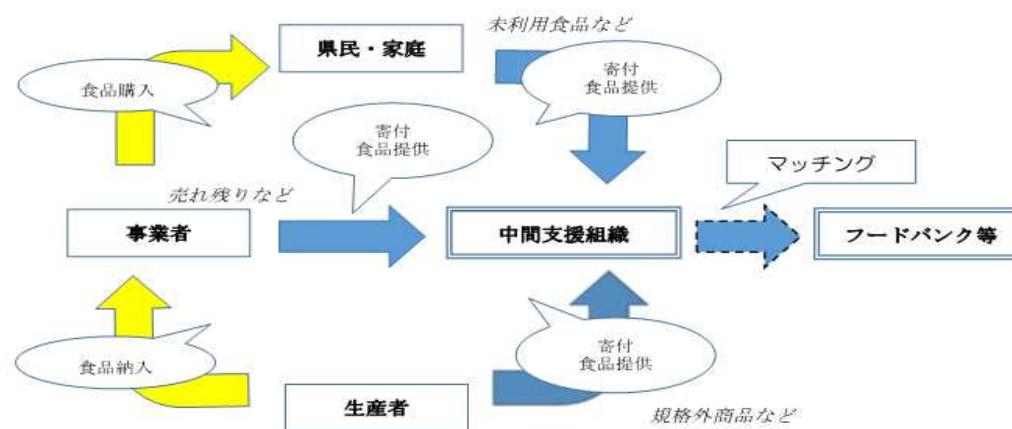 未利用食品など
県民・家庭
食品購入
寄付
食品提供
寄付
食品提供
マッチング
売れ残りなど
事業者
中間支援組織
フードバンク等
食品納入
寄付
食品提供
生産者
規格外商品など